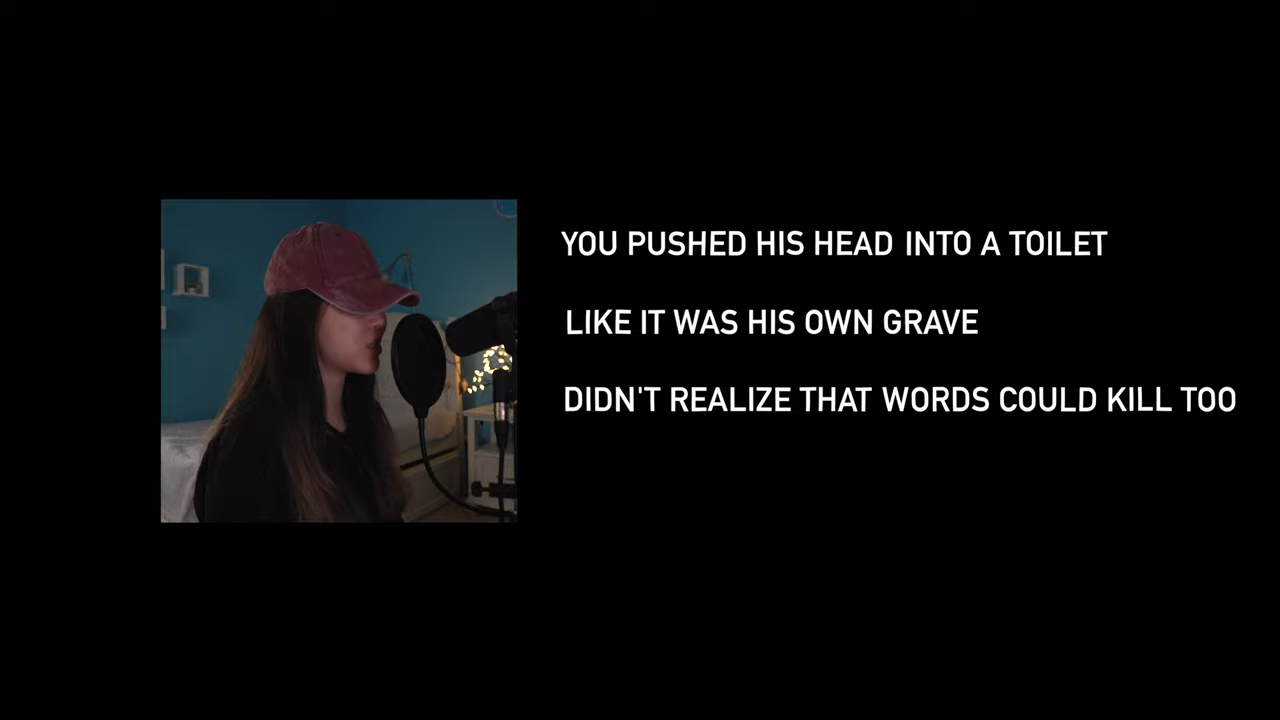 YOU PUSHED HIS HEAD INTO A TOILET
LIKE IT WAS HIS OWN GRAVE
DIDN'T REALIZE THAT WORDS COULD KILL TOO